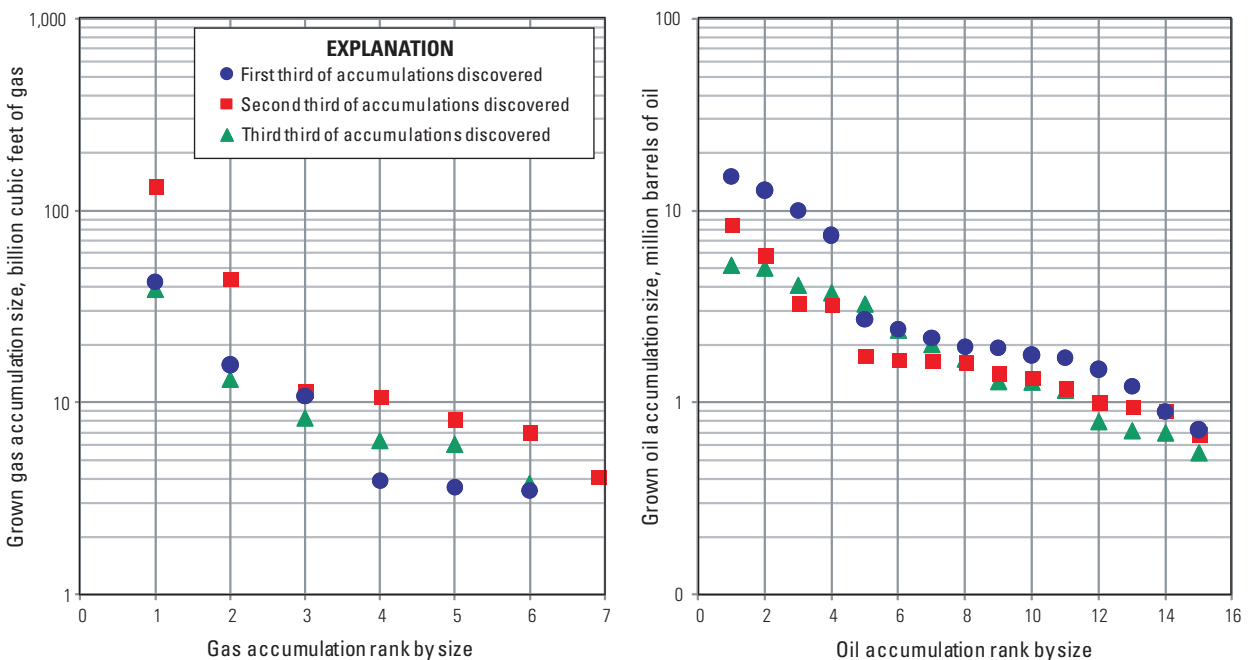 Grown gas accumulation size, billion cubic feet of gas
1,000
100
10
1
EXPLANATION
First third of accumulations discovered
Second third of accumulations discovered
Third third of accumulations discovered
0 1 2 3 4 5 6 7
Gas accumulation rank by size
Grown oil accumulation size, million barrels of oil
100
10
1
0
0 2 4 6 8 10 12 14 16
Oil accumulation rank by size